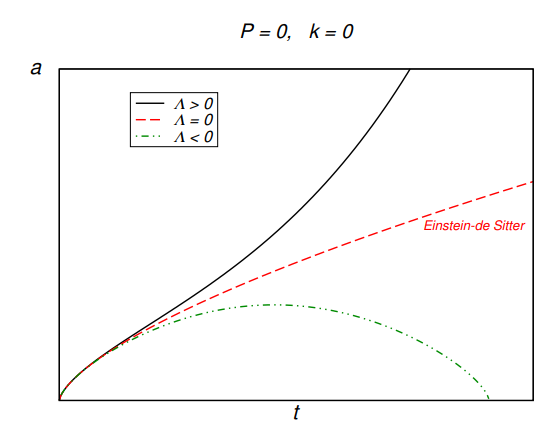 P = 0, k = 0
a
Λ > 0
Λ = 0
Λ < 0
Einstein-de Sitter
t